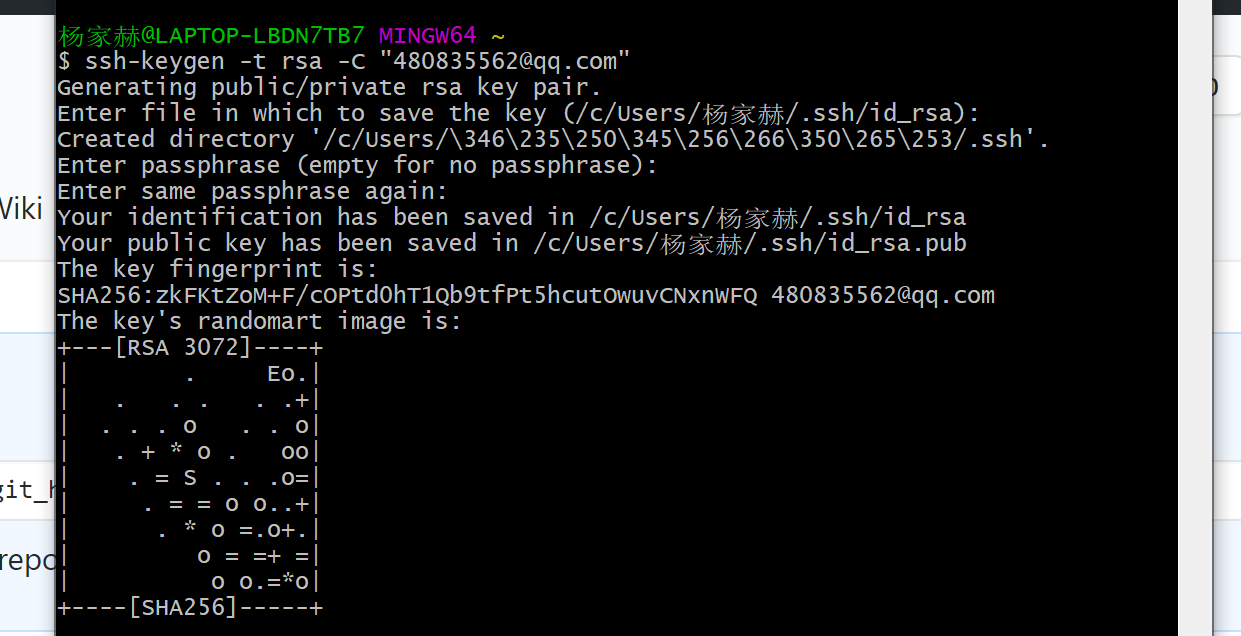 杨家赫@LAPTOP-LBDN7TB7 MINGW64 ~
$ ssh-keygen -t rsa -C "480835562@qq.com"
Generating public/private rsa key pair.
Enter file in which to save the key (/c/Users/杨家赫/.ssh/id_rsa):
Created directory '/c/Users/\346\235\250\345\256\266\350\265\253/.ssh'.
Enter passphrase (empty for no passphrase):
Enter same passphrase again:
Your identification has been saved in /c/Users/杨家赫/.ssh/id_rsa
Your public key has been saved in /c/Users/杨家赫/.ssh/id_rsa.pub
The key fingerprint is:
SHA256:zkFKtZoM+F/cOPtd0hT1Qb9tfPt5hcutOwuvCNxnWFQ 480835562@qq.com
The key's randomart image is:
+---[RSA 3072]----+
|        .     Eo.|
|   .   . .   . .+|
|  . . . o   . . o|
|   . + * o .   oo|
|    . = S . . .o=|
|     . = = o o..+|
|      . * o =.o+.|
|         o = =+ =|
|          o o.=*o|
+----[SHA256]-----+
Wiki
git_h
repo